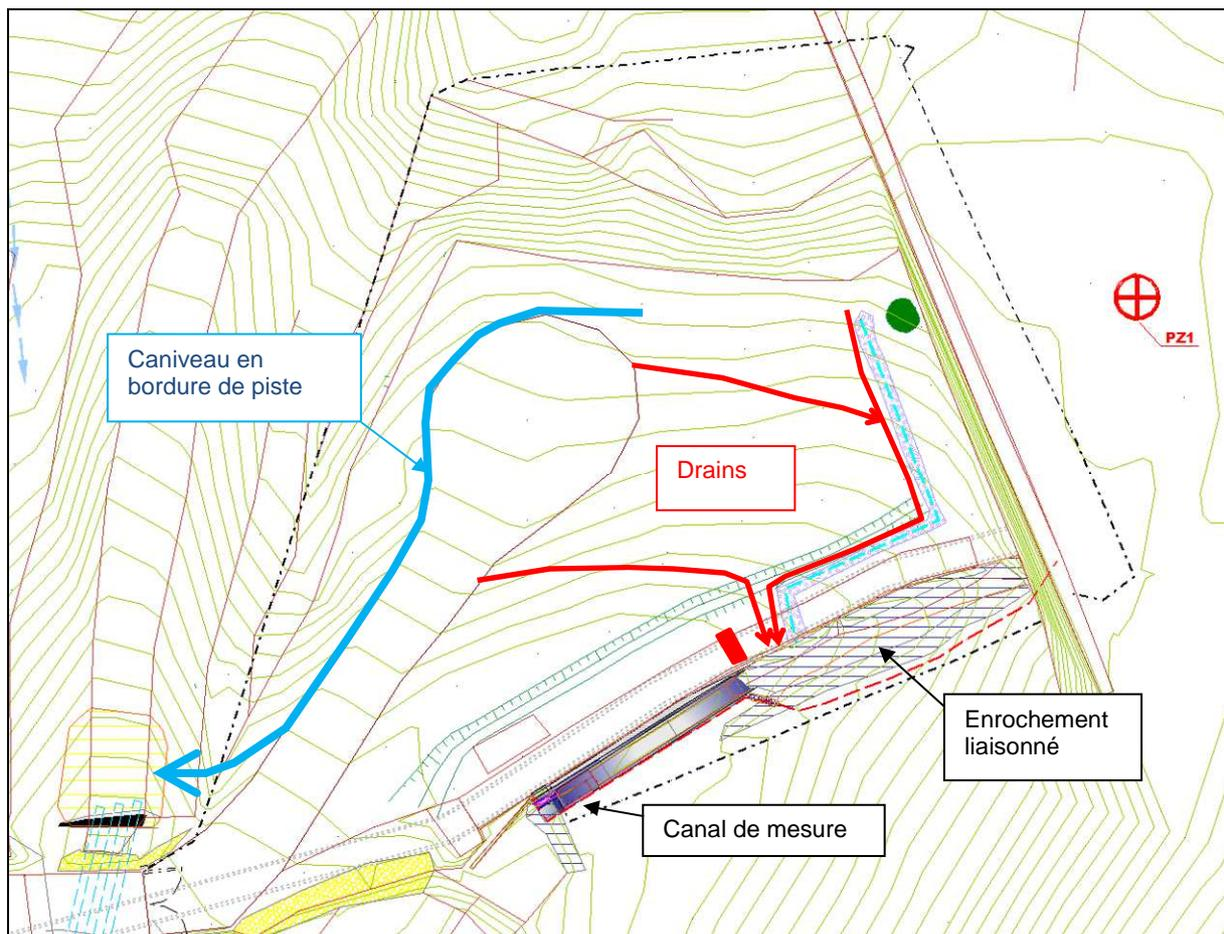 PZ1
Caniveau en
bordure de piste
Drains
Enrochement
liaisonné
Canal de mesure